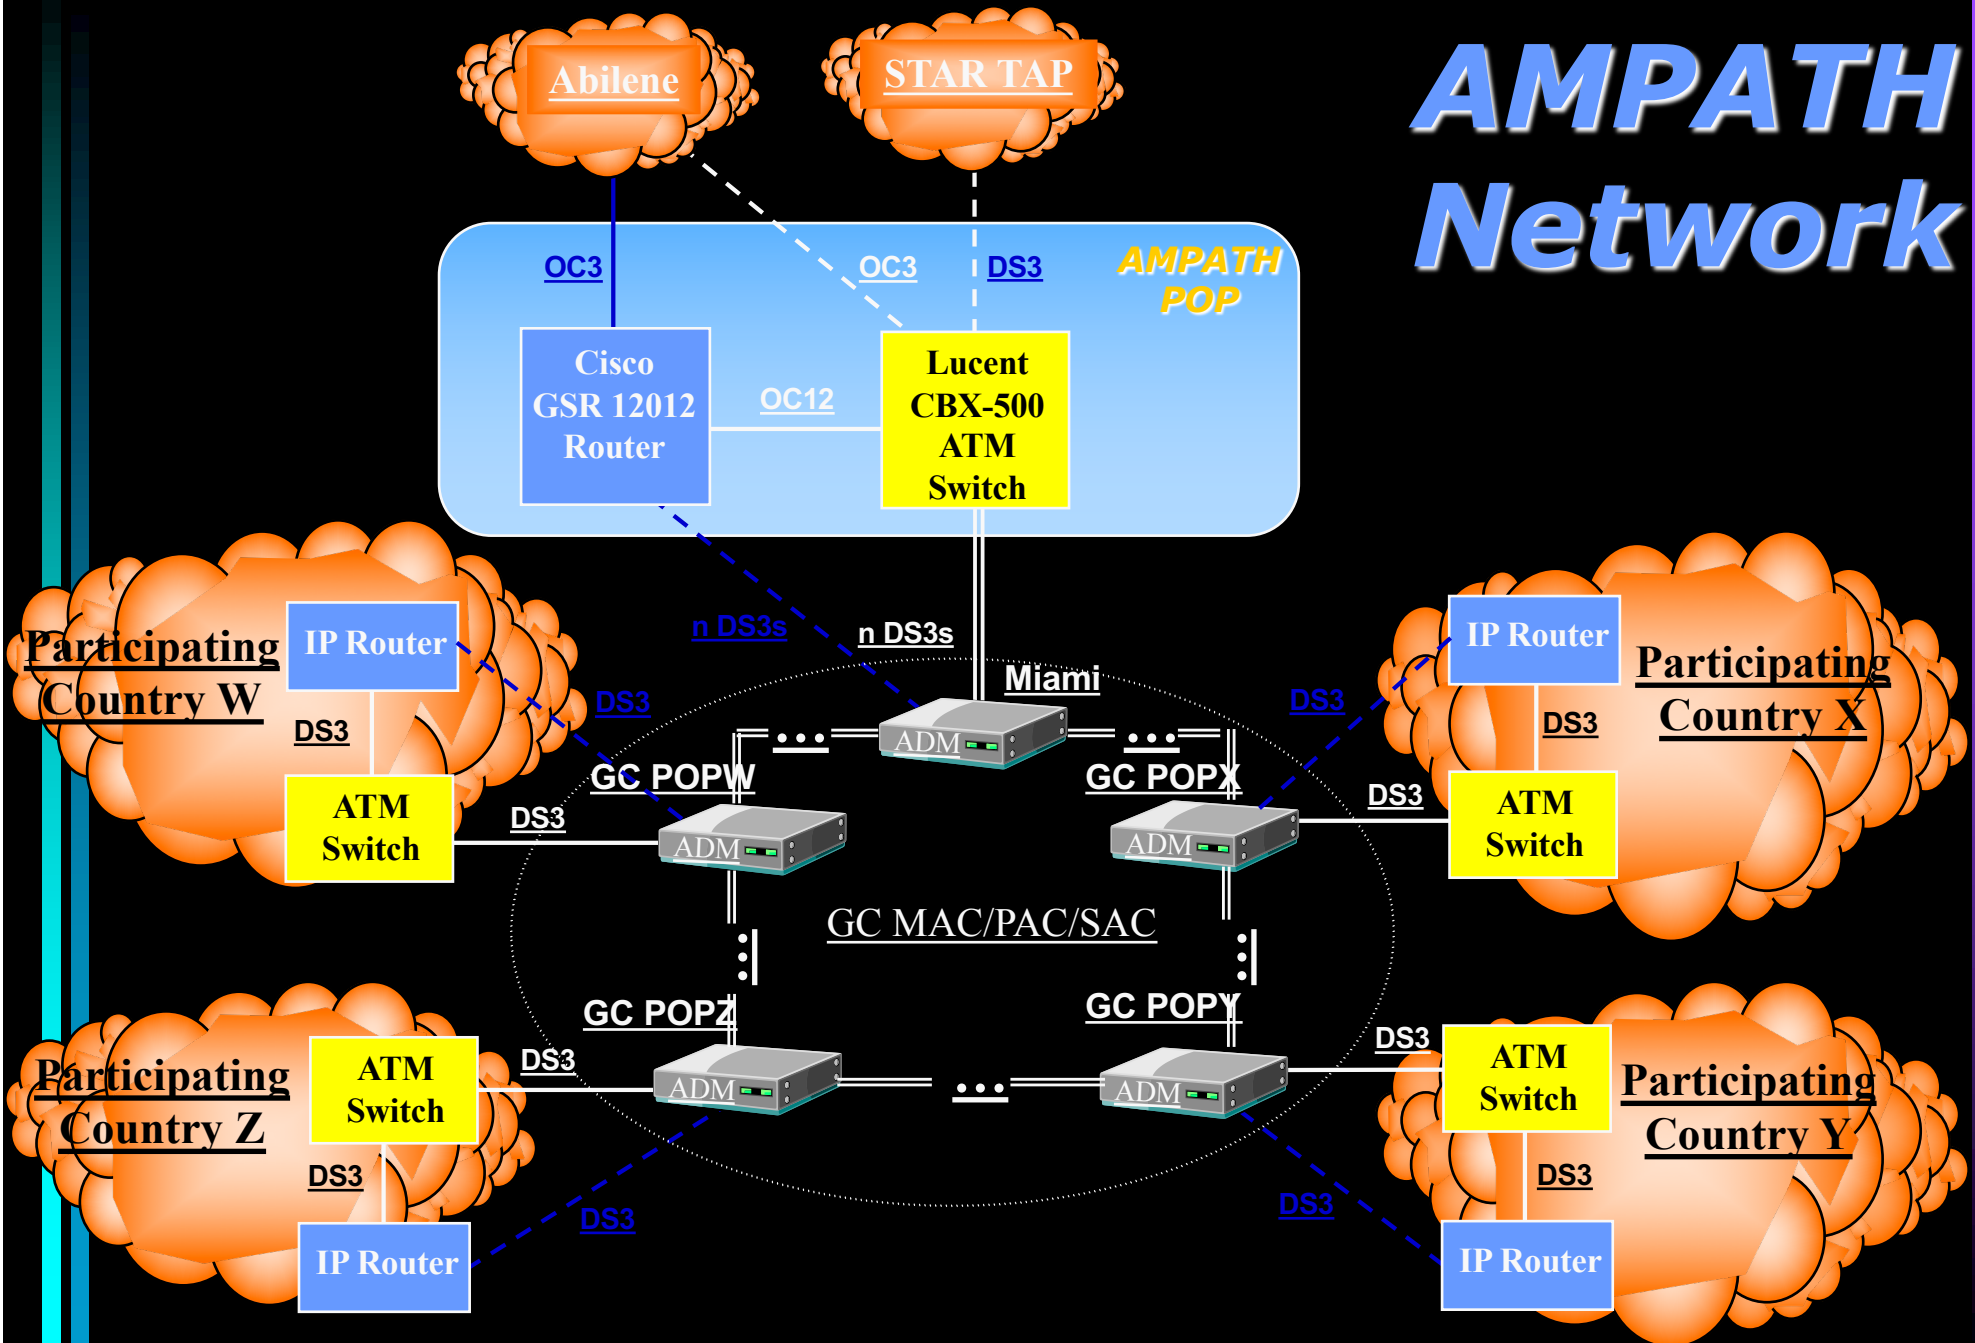 AMPATH
Network
Abilene
STAR TAP
OC3
OC3
DS3
AMPATH
POP
Cisco
GSR 12012
Router
OC12
Lucent
CBX-500
ATM
Switch
n DS3s
n DS3s
Miami
Participating
Country W
IP Router
DS3
ATM
Switch
DS3
DS3
GC POPW
ADM
ADM
GC POPX
ADM
DS3
DS3
IP Router
Participating
Country X
DS3
ATM
Switch
GC MAC/PAC/SAC
GC POPZ
GC POPY
Participating
Country Z
ATM
Switch
DS3
DS3
IP Router
DS3
ADM
ADM
DS3
DS3
ATM
Switch
Participating
Country Y
DS3
IP Router